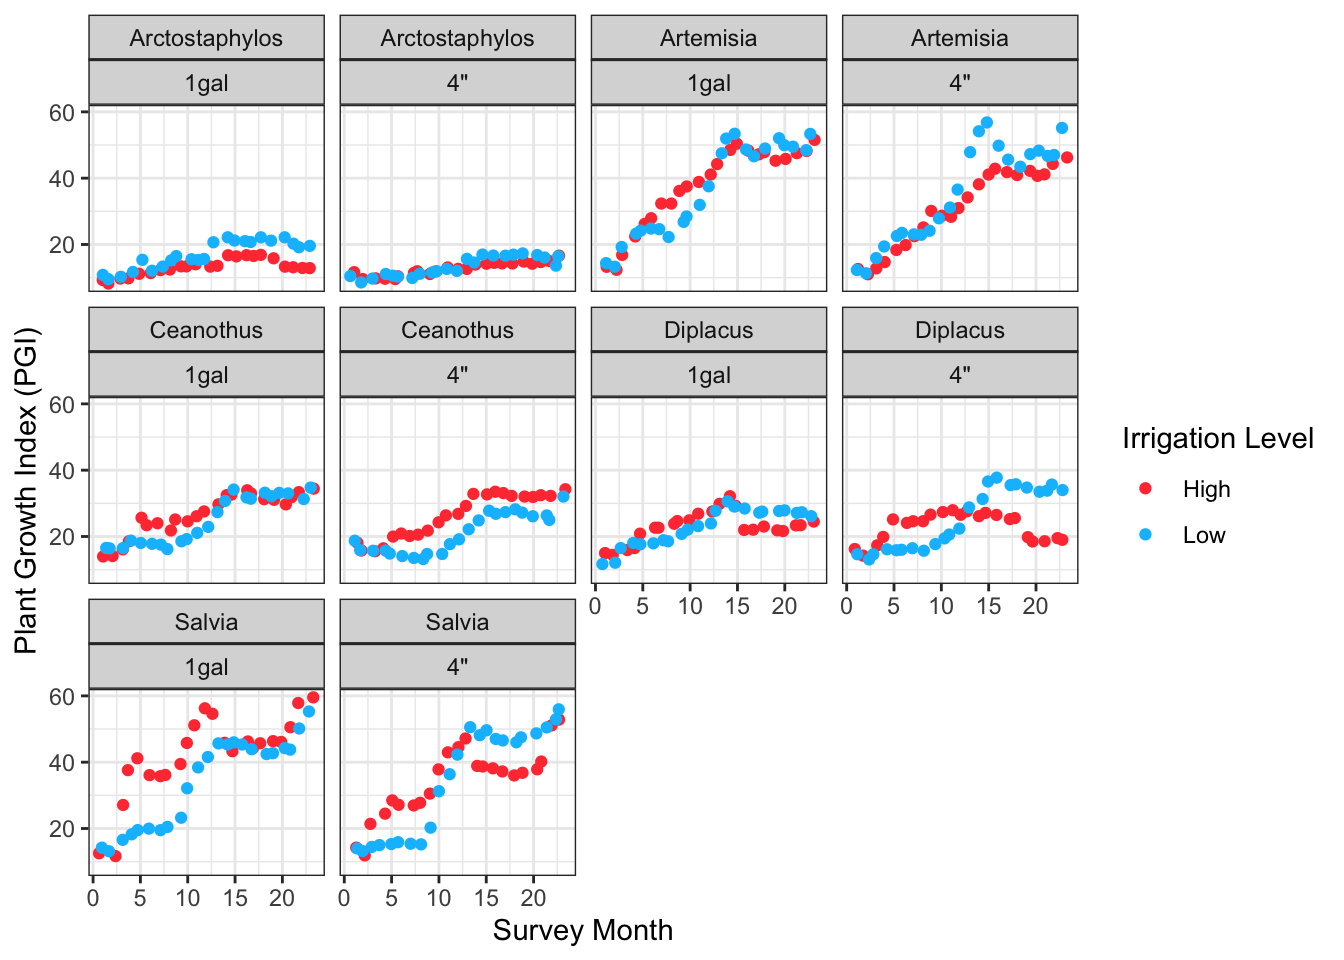 Arctostaphylos Arctostaphylos Artemisia Artemisia
1gal 4" 1gal 4"
60
40
20
Ceanothus Ceanothus Diplacus Diplacus
1gal 4" 1gal 4"
60
40
20
0 5 10 15 20 0 5 10 15 20
Salvia Salvia
1gal 4"
60
40
20
0 5 10 15 20 0 5 10 15 20
Survey Month
Plant Growth Index (PGI)
Irrigation Level
High
Low